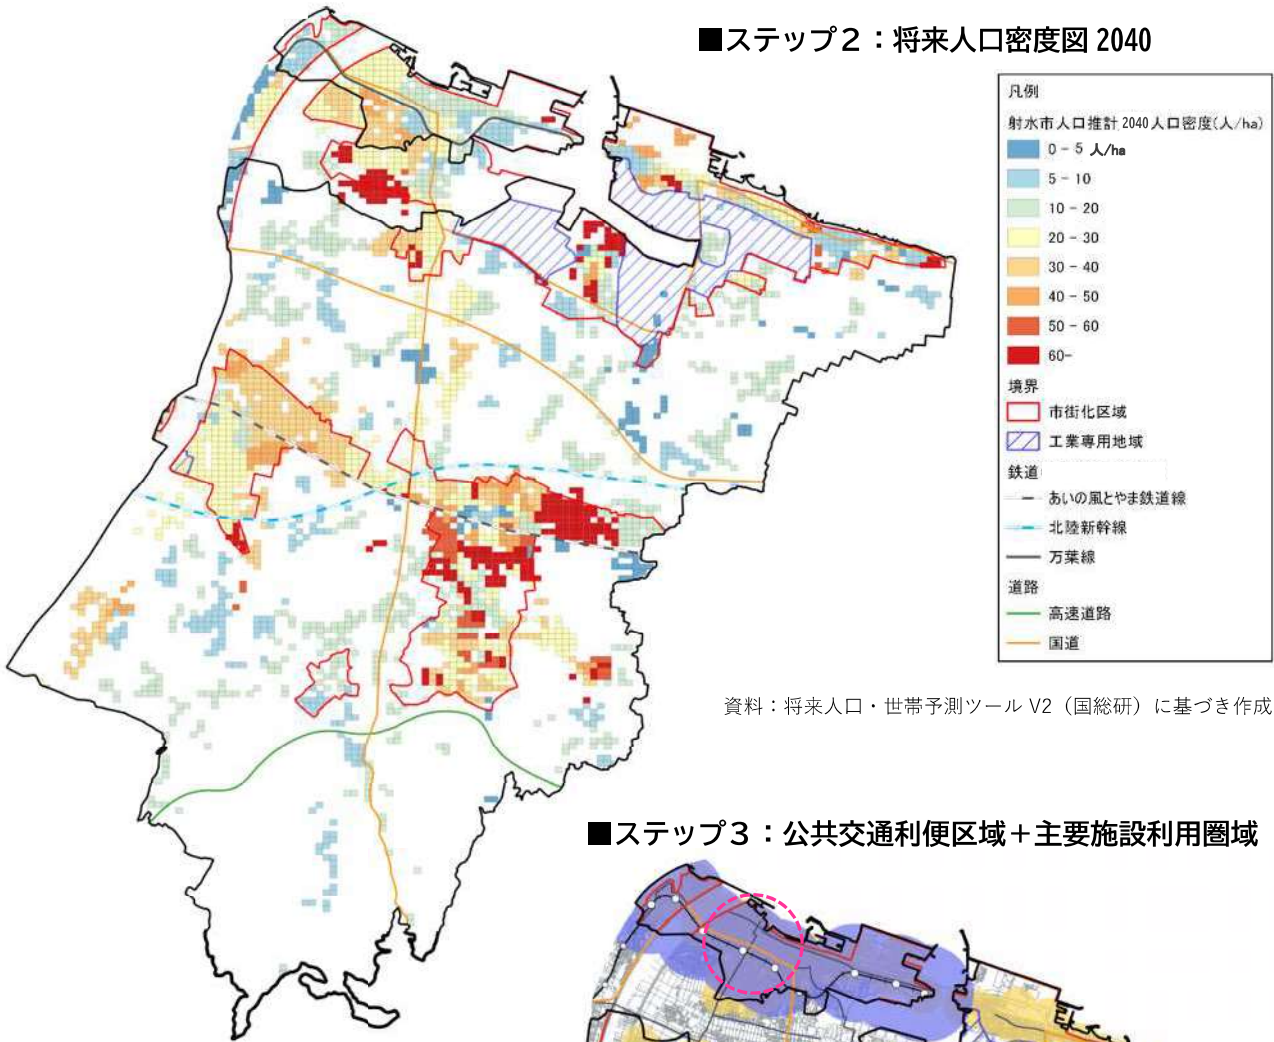 ■ステップ２：将来人口密度図 2040
凡例
射水市人口推計 2040人口密度(人/ha)
0 - 5 人/ha
5 - 10
10 - 20
20 - 30
30 - 40
40 - 50
50 - 60
60-
境界
市街化区域
工業専用地域
鉄道
あいの風とやま鉄道線
北陸新幹線
万葉線
道路
高速道路
国道
資料：将来人口・世帯予測ツール V2（国総研）に基づき作成
■ステップ３：公共交通利便区域＋主要施設利用圏域